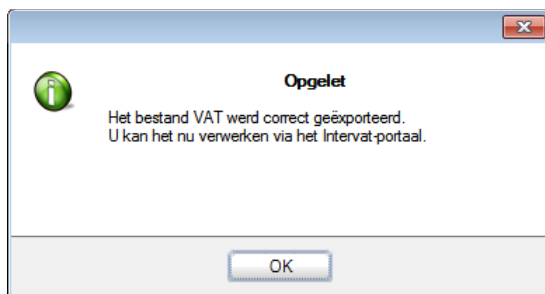 Opgelet
Het bestand VAT werd correct geëxporteerd.
U kan het nu verwerken via het Intervat-portaal.
OK